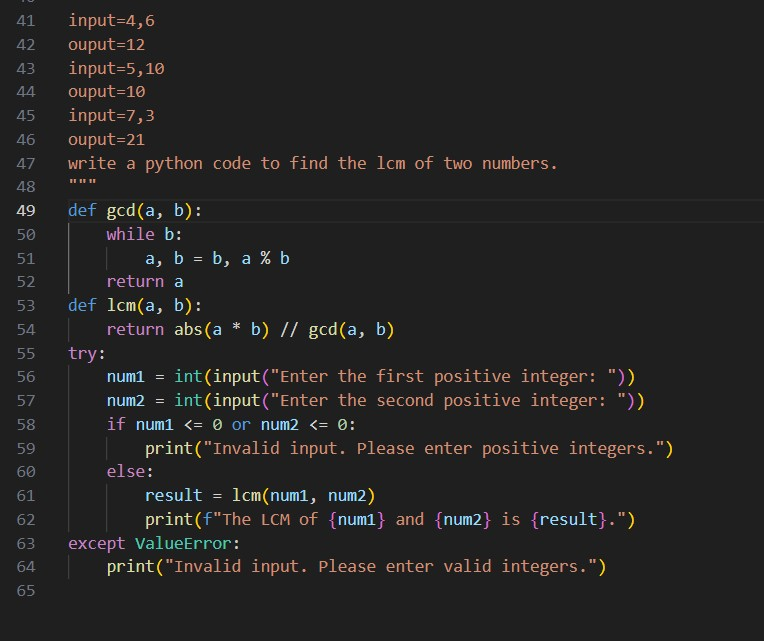 41 input=4,6
42 ouput=12
43 input=5,10
44 ouput=10
45 input=7,3
46 ouput=21
47 write a python code to find the lcm of two numbers.
48 """
49 def gcd(a, b):
50     while b:
51         a, b = b, a % b
52     return a
53 def lcm(a, b):
54     return abs(a * b) // gcd(a, b)
55 try:
56     num1 = int(input("Enter the first positive integer: "))
57     num2 = int(input("Enter the second positive integer: "))
58     if num1 <= 0 or num2 <= 0:
59         print("Invalid input. Please enter positive integers.")
60     else:
61         result = lcm(num1, num2)
62         print(f"The LCM of {num1} and {num2} is {result}.")
63 except ValueError:
64     print("Invalid input. Please enter valid integers.")
65